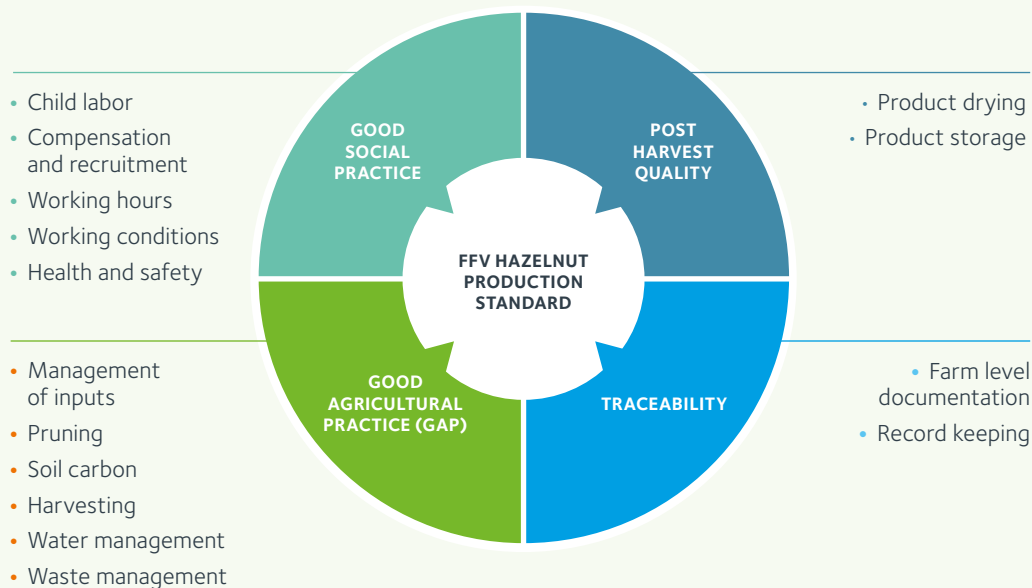 • Child labor
• Compensation
and recruitment
• Working hours
• Working conditions
• Health and safety
GOOD
SOCIAL
PRACTICE
POST
HARVEST
QUALITY
• Product drying
• Product storage
FFV HAZELNUT
PRODUCTION
STANDARD
• Management
of inputs
• Pruning
• Soil carbon
• Harvesting
• Water management
• Waste management
GOOD
AGRICULTURAL
PRACTICE (GAP)
TRACEABILITY
• Farm level
documentation
• Record keeping